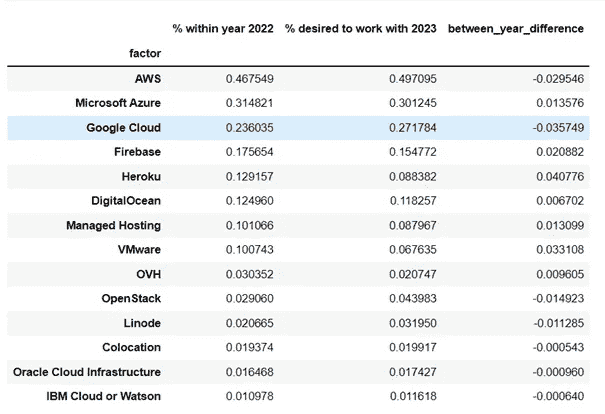 % within year 2022 % desired to work with 2023 between_year_difference
factor
AWS 0.467549 0.497095 -0.029546
Microsoft Azure 0.314821 0.301245 0.013576
Google Cloud 0.236035 0.271784 -0.035749
Firebase 0.175654 0.154772 0.020882
Heroku 0.129157 0.088382 0.040776
DigitalOcean 0.124960 0.118257 0.006702
Managed Hosting 0.101066 0.087967 0.013099
VMware 0.100743 0.067635 0.033108
OVH 0.030352 0.020747 0.009605
OpenStack 0.029060 0.043983 -0.014923
Linode 0.020665 0.031950 -0.011285
Colocation 0.019374 0.019917 -0.000543
Oracle Cloud Infrastructure 0.016468 0.017427 -0.000960
IBM Cloud or Watson 0.010978 0.011618 -0.000640